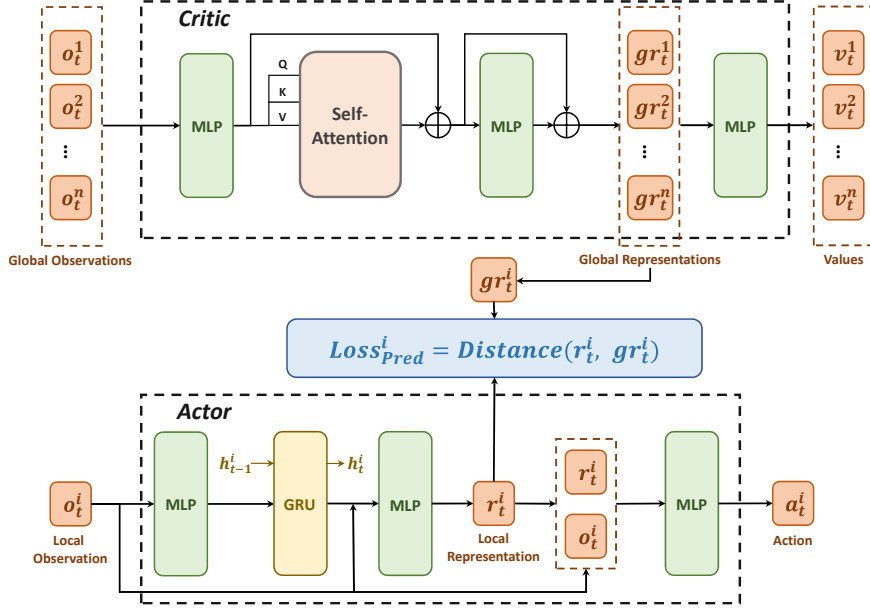 Critic
o_t^1
o_t^2
...
o_t^n
Global Observations
MLP
Q
K
V
Self-
Attention
MLP
gr_t^1
gr_t^2
...
gr_t^n
Global Representations
MLP
v_t^1
v_t^2
...
v_t^n
Values
gr_t^i
Loss_{Pred}^i = Distance(r_t^i, gr_t^i)
Actor
o_t^i
Local
Observation
MLP
h_{t-1}^i
h_t^i
GRU
MLP
r_t^i
Local
Representation
r_t^i
o_t^i
MLP
a_t^i
Action